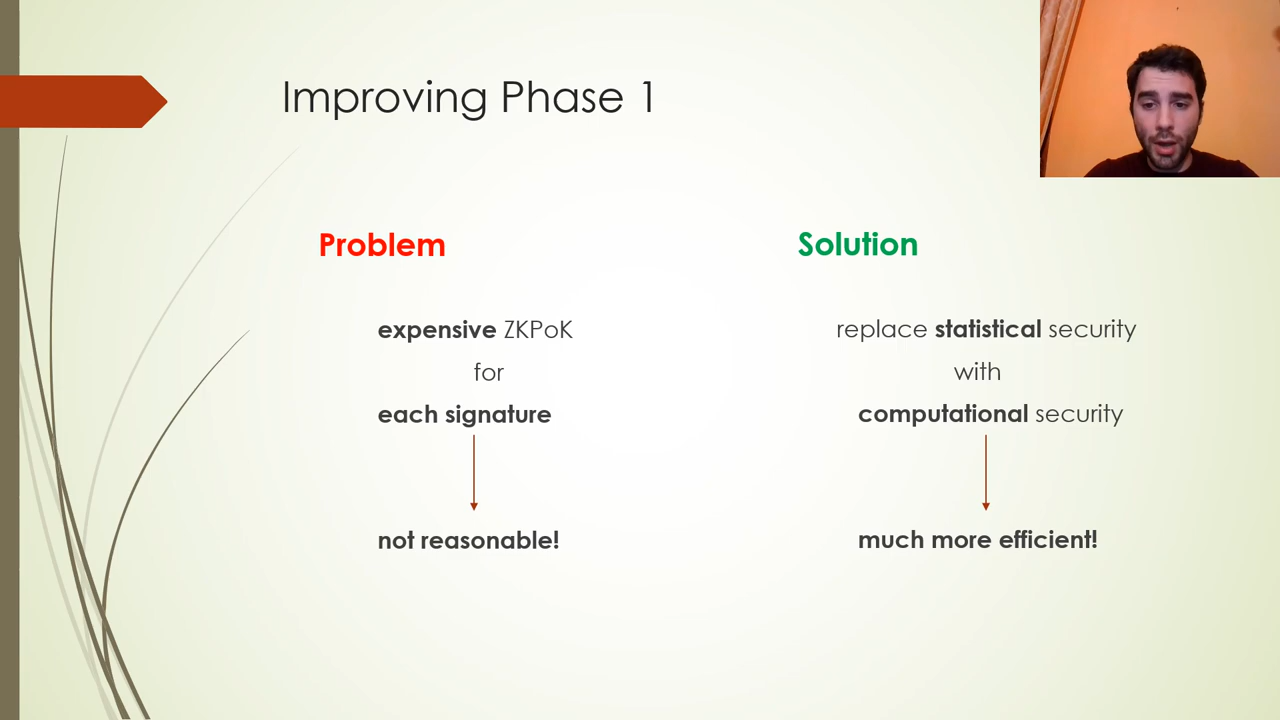 Improving Phase 1
Problem
expensive ZKPoK
for
each signature
not reasonable!
Solution
replace statistical security
with
computational security
much more efficient!